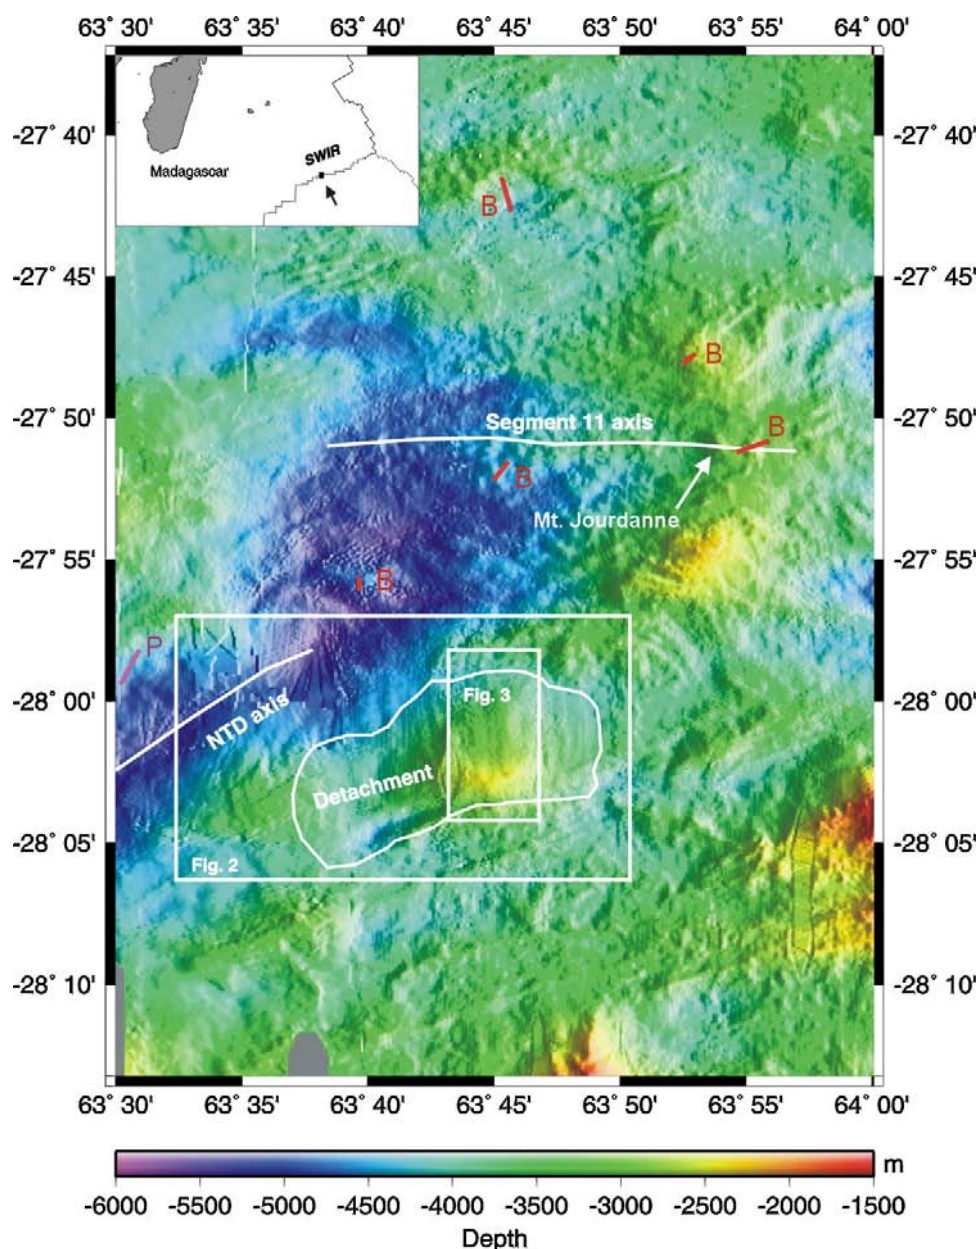 63° 30' 63° 35' 63° 40' 63° 45' 63° 50' 63° 55' 64° 00'
-27° 40' -27° 40'
Madagascar
SWIR
B
-27° 45' -27° 45'
B
-27° 50' -27° 50'
Segment 11 axis
B
B
Mt. Jourdanne
-27° 55' -27° 55'
B
P
-28° 00' -28° 00'
Fig. 3
NTD axis
Detachment
-28° 05' -28° 05'
Fig. 2
-28° 10' -28° 10'
63° 30' 63° 35' 63° 40' 63° 45' 63° 50' 63° 55' 64° 00'
m
-6000 -5500 -5000 -4500 -4000 -3500 -3000 -2500 -2000 -1500
Depth